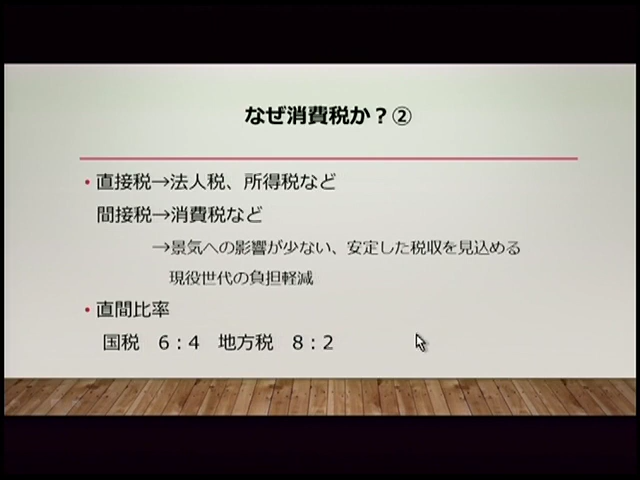 なぜ消費税か？②
・直接税→法人税、所得税など
間接税→消費税など
→景気への影響が少ない、安定した税収を見込める
現役世代の負担軽減
・直間比率
国税　６：４　地方税　８：２